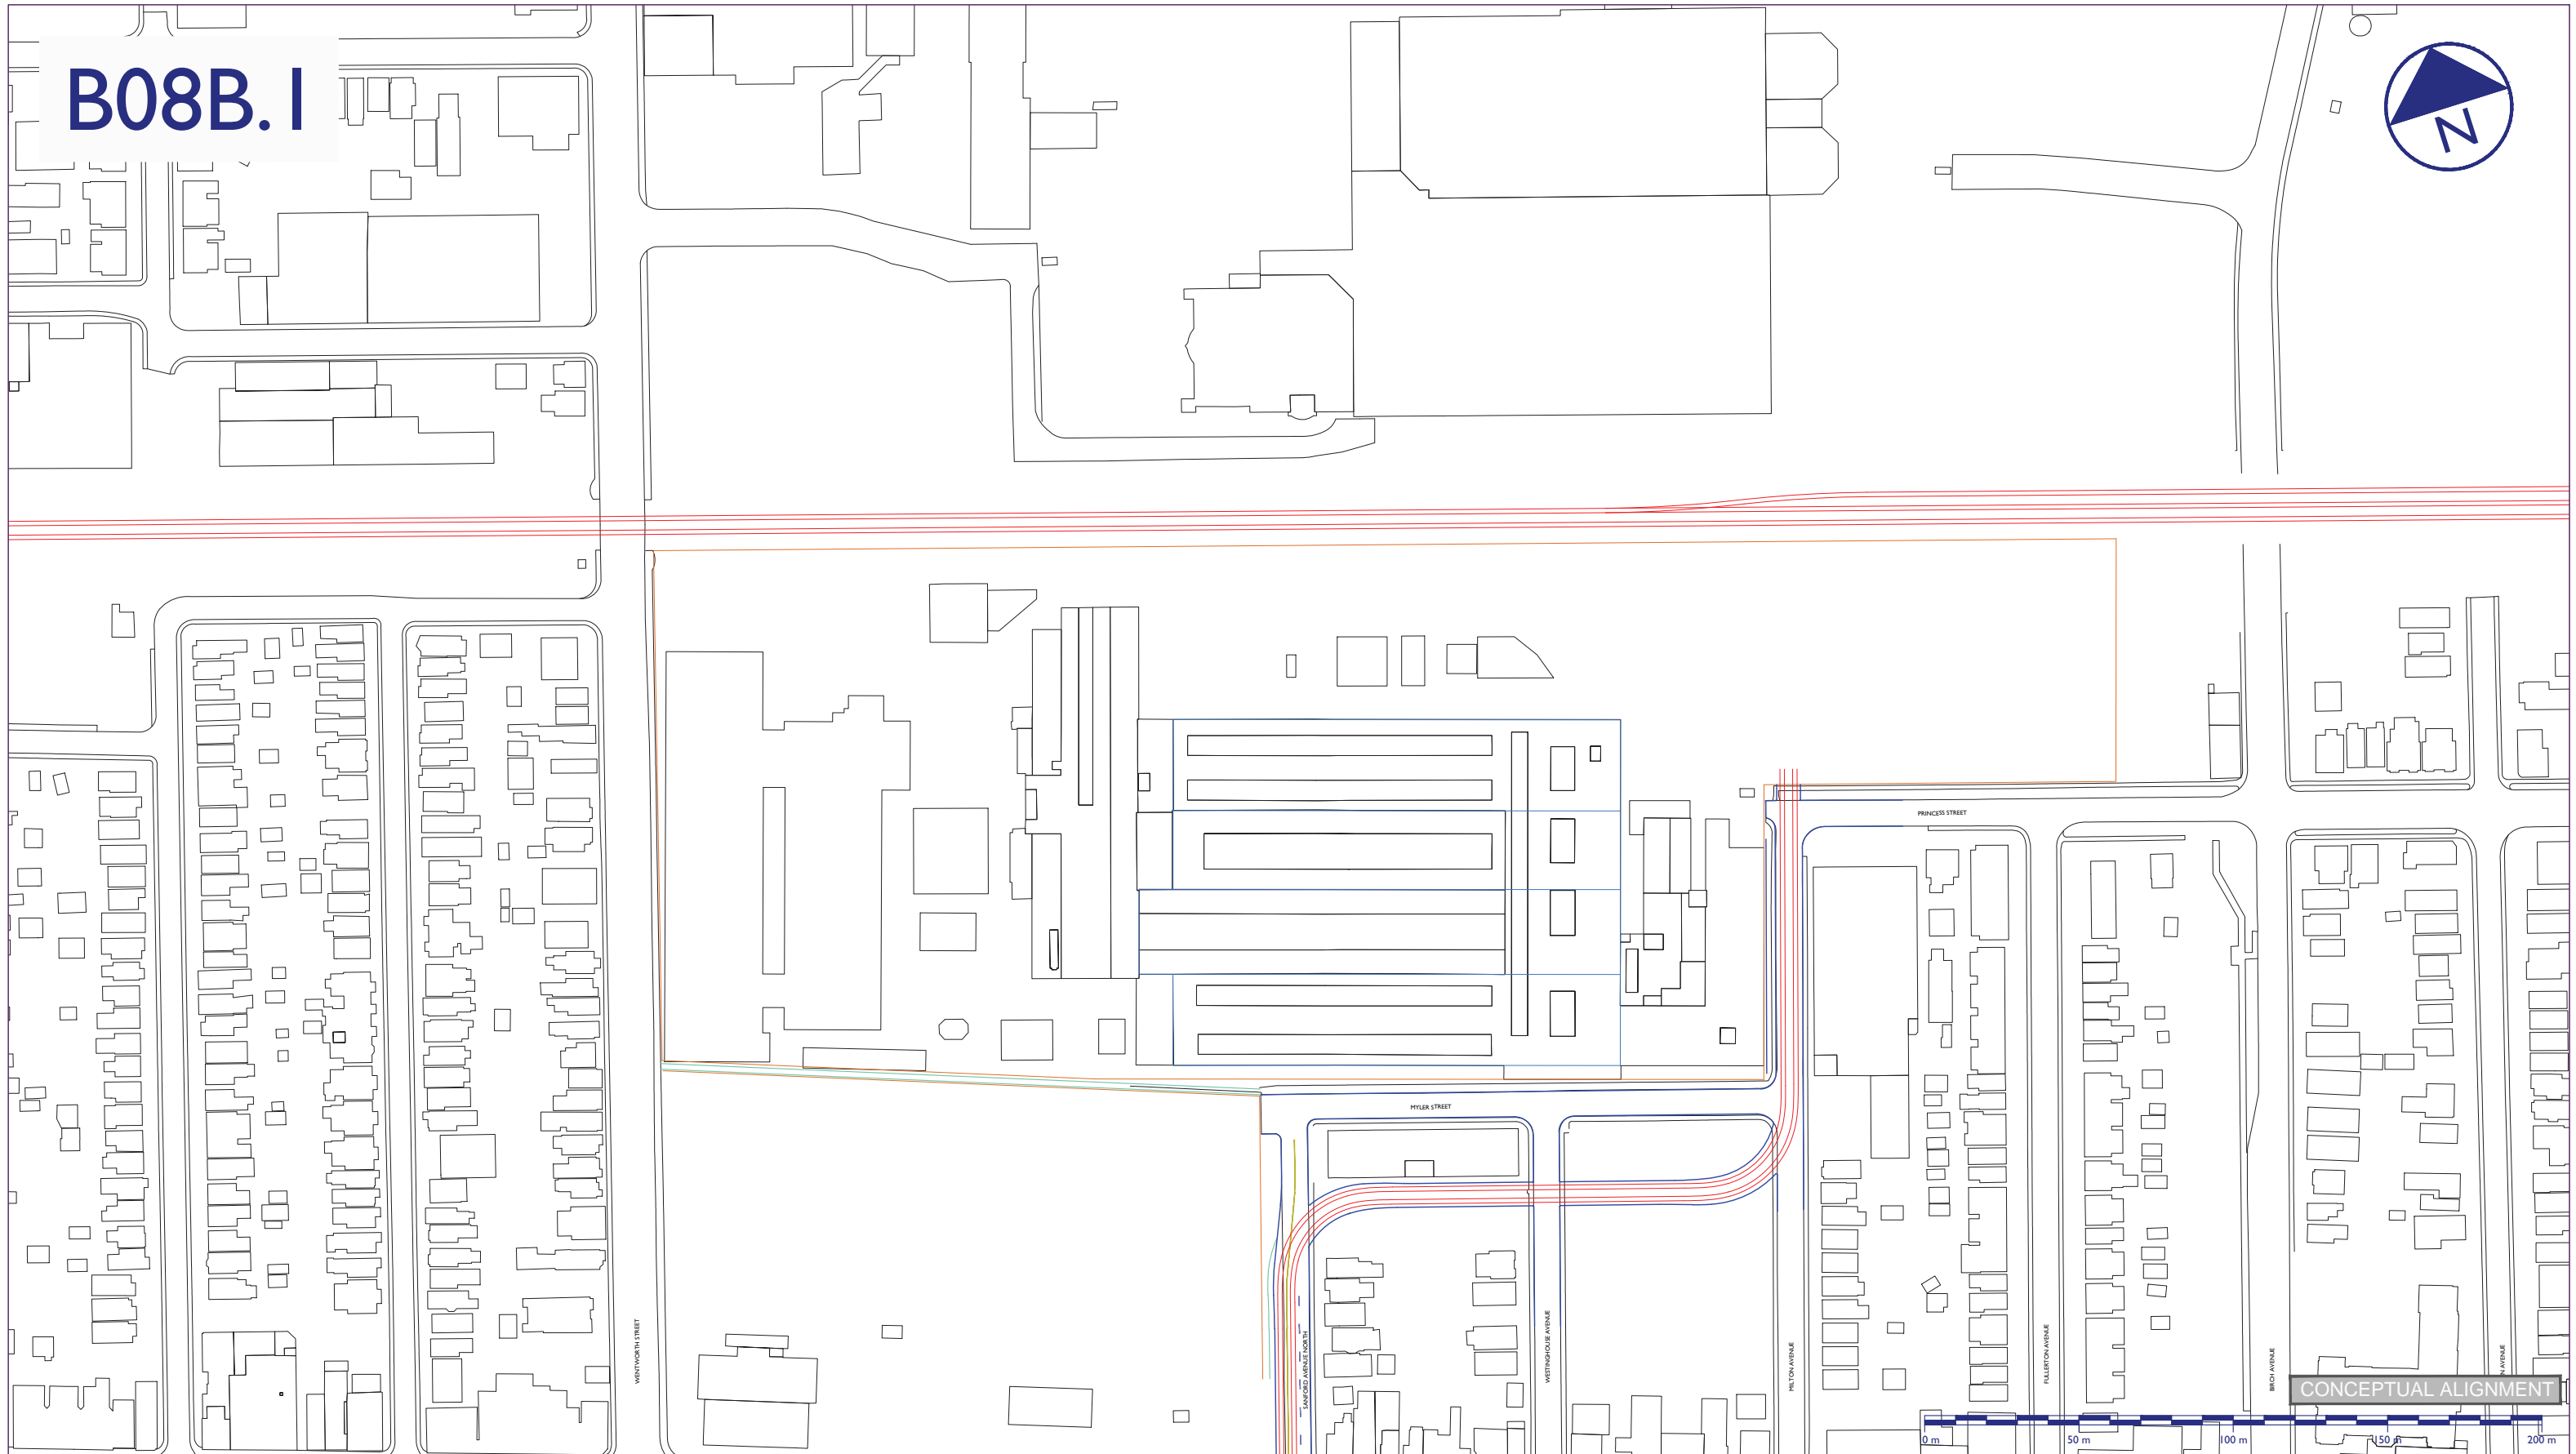 B08B.1
N
PRINCESS STREET
MYLER STREET
WENTWORTH STREET
SANFORD AVENUE NORTH
WESTINGHOUSE AVENUE
MILTON AVENUE
FULLERTON AVENUE
BIRCH AVENUE
N AVENUE
CONCEPTUAL ALIGNMENT
0 m 50 m 100 m 150 m 200 m